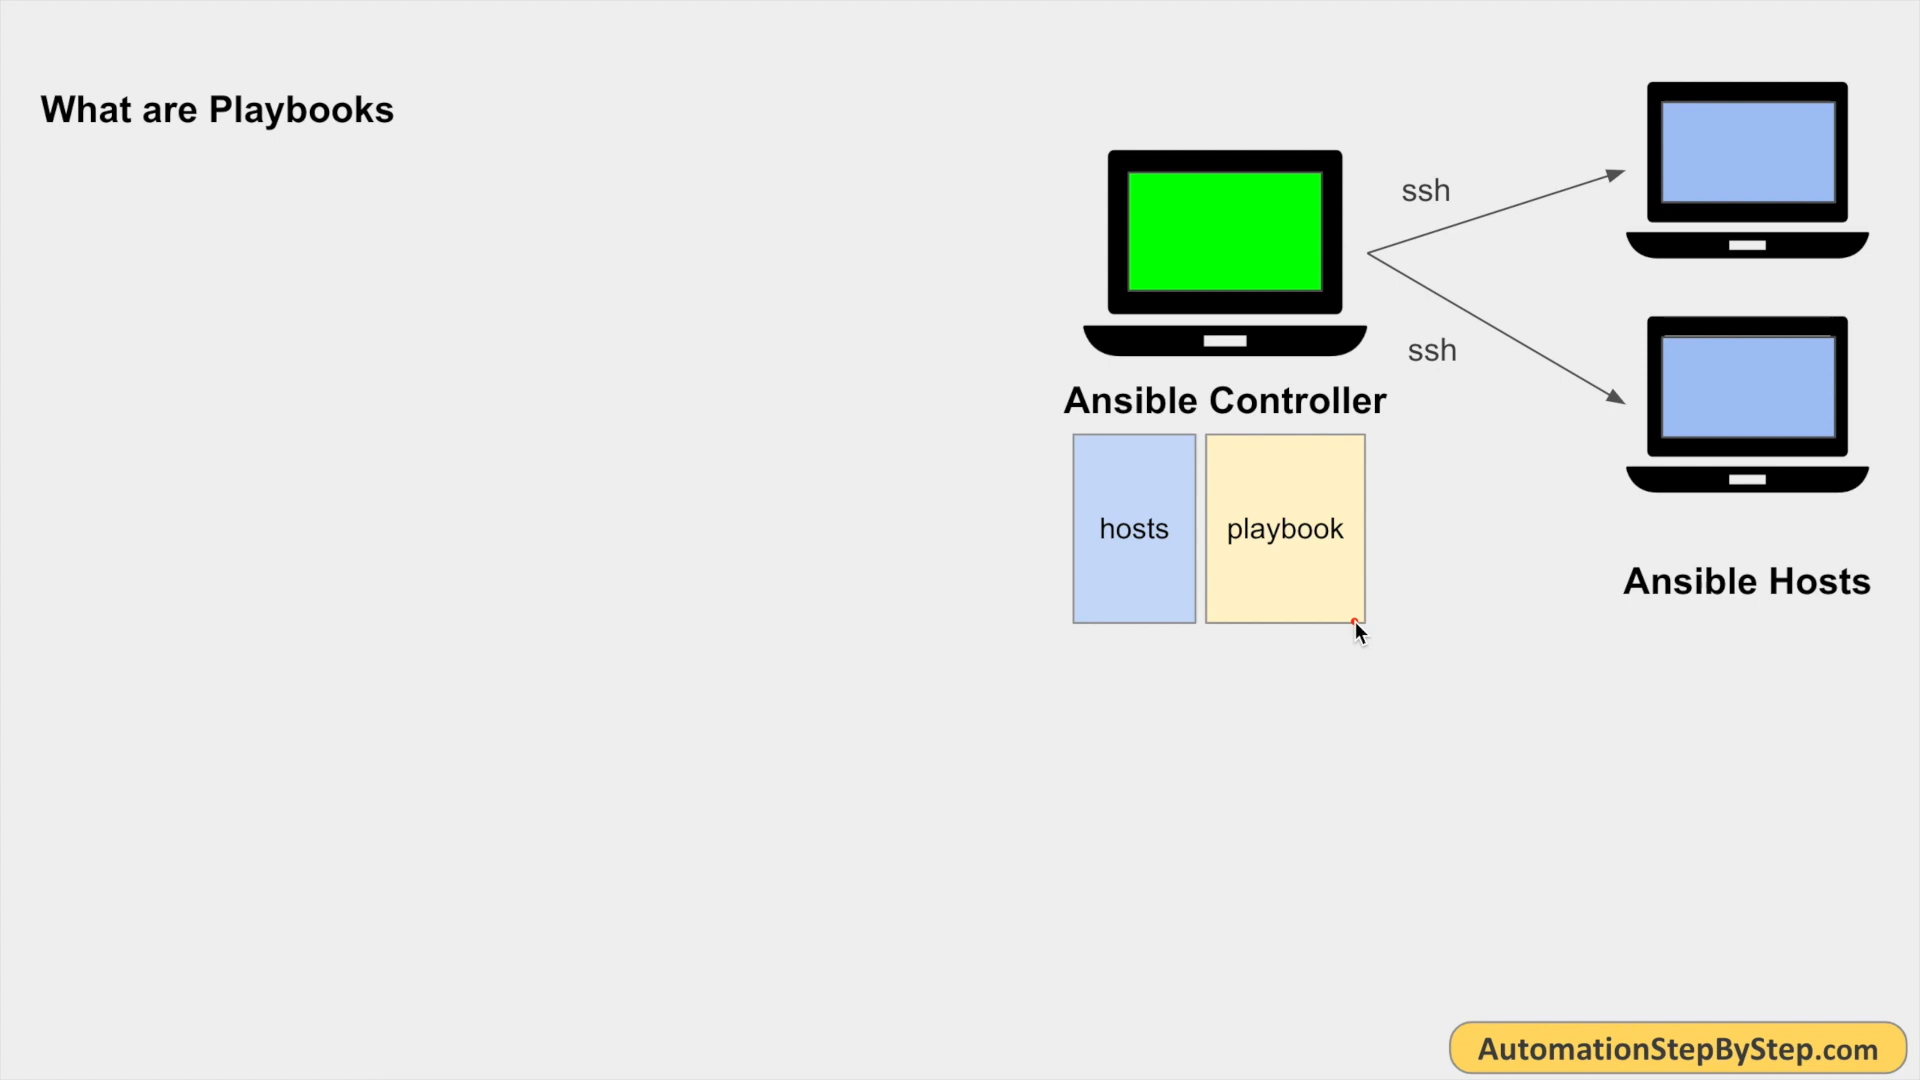 What are Playbooks
ssh
ssh
Ansible Controller
hosts
playbook
Ansible Hosts
AutomationStepByStep.com